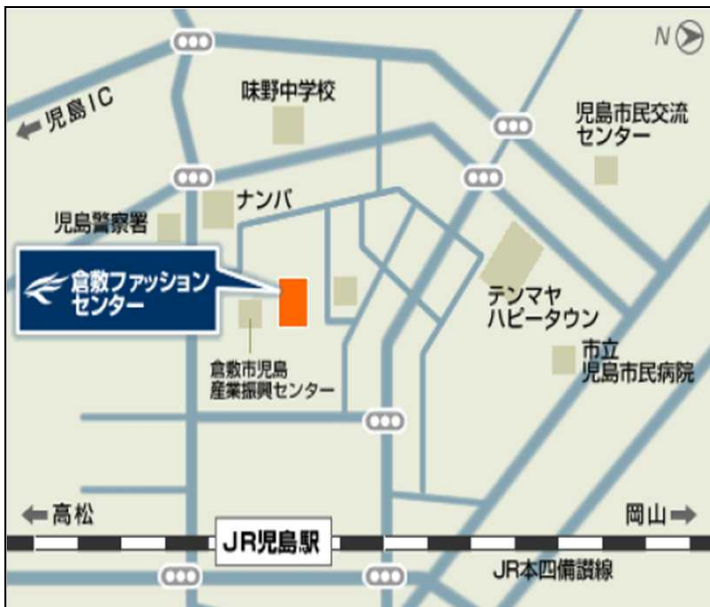 N
児島IC
味野中学校
児島市民交流
センター
ナンバ
児島警察署
倉敷ファッション
センター
テンマヤ
ハピータウン
市立
児島市民病院
倉敷市児島
産業振興センター
高松
岡山
JR児島駅
JR本四備讃線